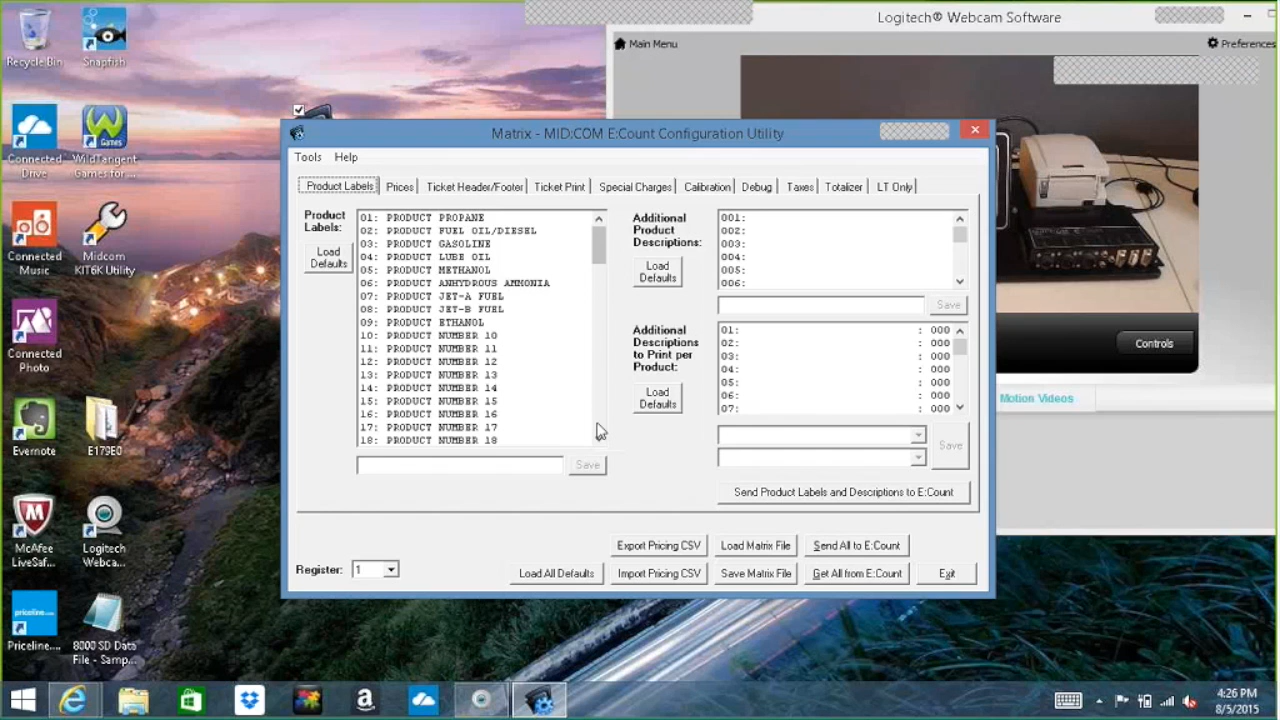 Logitech® Webcam Software
Main Menu
Preferences
Recycle Bin
Snapfish
Connected Drive
WildTangent Games for ...
Connected Music
Midcom KIT6K Utility
Connected Photo
Evernote
E179E0
McAfee LiveSaf...
Logitech Webca...
Priceline....
8000 SD Data File - Samp...
Matrix - MID:COM E:Count Configuration Utility
Tools Help
Product Labels Prices Ticket Header/Footer Ticket Print Special Charges Calibration Debug Taxes Totalizer LT Only
Product Labels:
Load Defaults
01: PRODUCT PROPANE
02: PRODUCT FUEL OIL/DIESEL
03: PRODUCT GASOLINE
04: PRODUCT LUBE OIL
05: PRODUCT METHANOL
06: PRODUCT ANHYDROUS AMMONIA
07: PRODUCT JET-A FUEL
08: PRODUCT JET-B FUEL
09: PRODUCT ETHANOL
10: PRODUCT NUMBER 10
11: PRODUCT NUMBER 11
12: PRODUCT NUMBER 12
13: PRODUCT NUMBER 13
14: PRODUCT NUMBER 14
15: PRODUCT NUMBER 15
16: PRODUCT NUMBER 16
17: PRODUCT NUMBER 17
18: PRODUCT NUMBER 18
Save
Additional Product Descriptions:
Load Defaults
001:
002:
003:
004:
005:
006:
Save
Additional Descriptions to Print per Product:
Load Defaults
01: : 000
02: : 000
03: : 000
04: : 000
05: : 000
06: : 000
07: : 000
Save
Send Product Labels and Descriptions to E:Count
Export Pricing CSV Load Matrix File Send All to E:Count
Register: 1 Load All Defaults Import Pricing CSV Save Matrix File Get All from E:Count Exit
Controls
Motion Videos
4:26 PM
8/5/2015